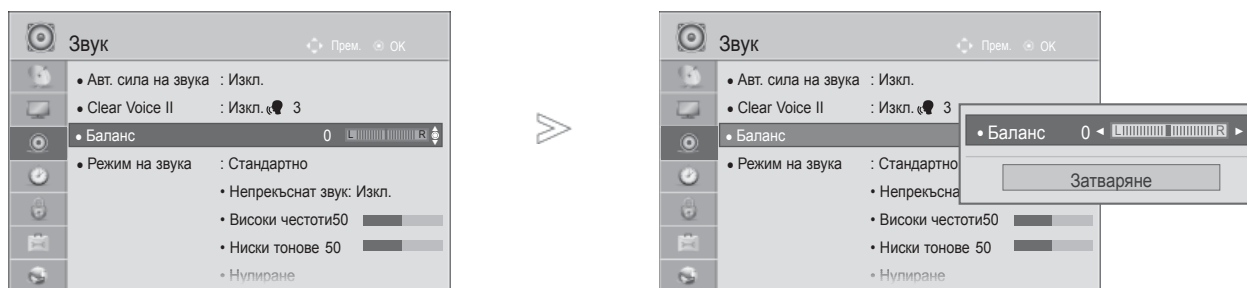 Звук Прем. OK
• Авт. сила на звука : Изкл.
• Clear Voice II : Изкл. 3
• Баланс 0 L R
• Режим на звука : Стандартно
• Непрекъснат звук: Изкл.
• Високи честоти50
• Ниски тонове 50
• Нулиране
Звук Прем. OK
• Авт. сила на звука : Изкл.
• Clear Voice II : Изкл. 3
• Баланс
• Режим на звука : Стандартно
• Непрекъсна
• Високи честоти50
• Ниски тонове 50
• Нулиране
• Баланс 0 ◄ L R ►
Затваряне